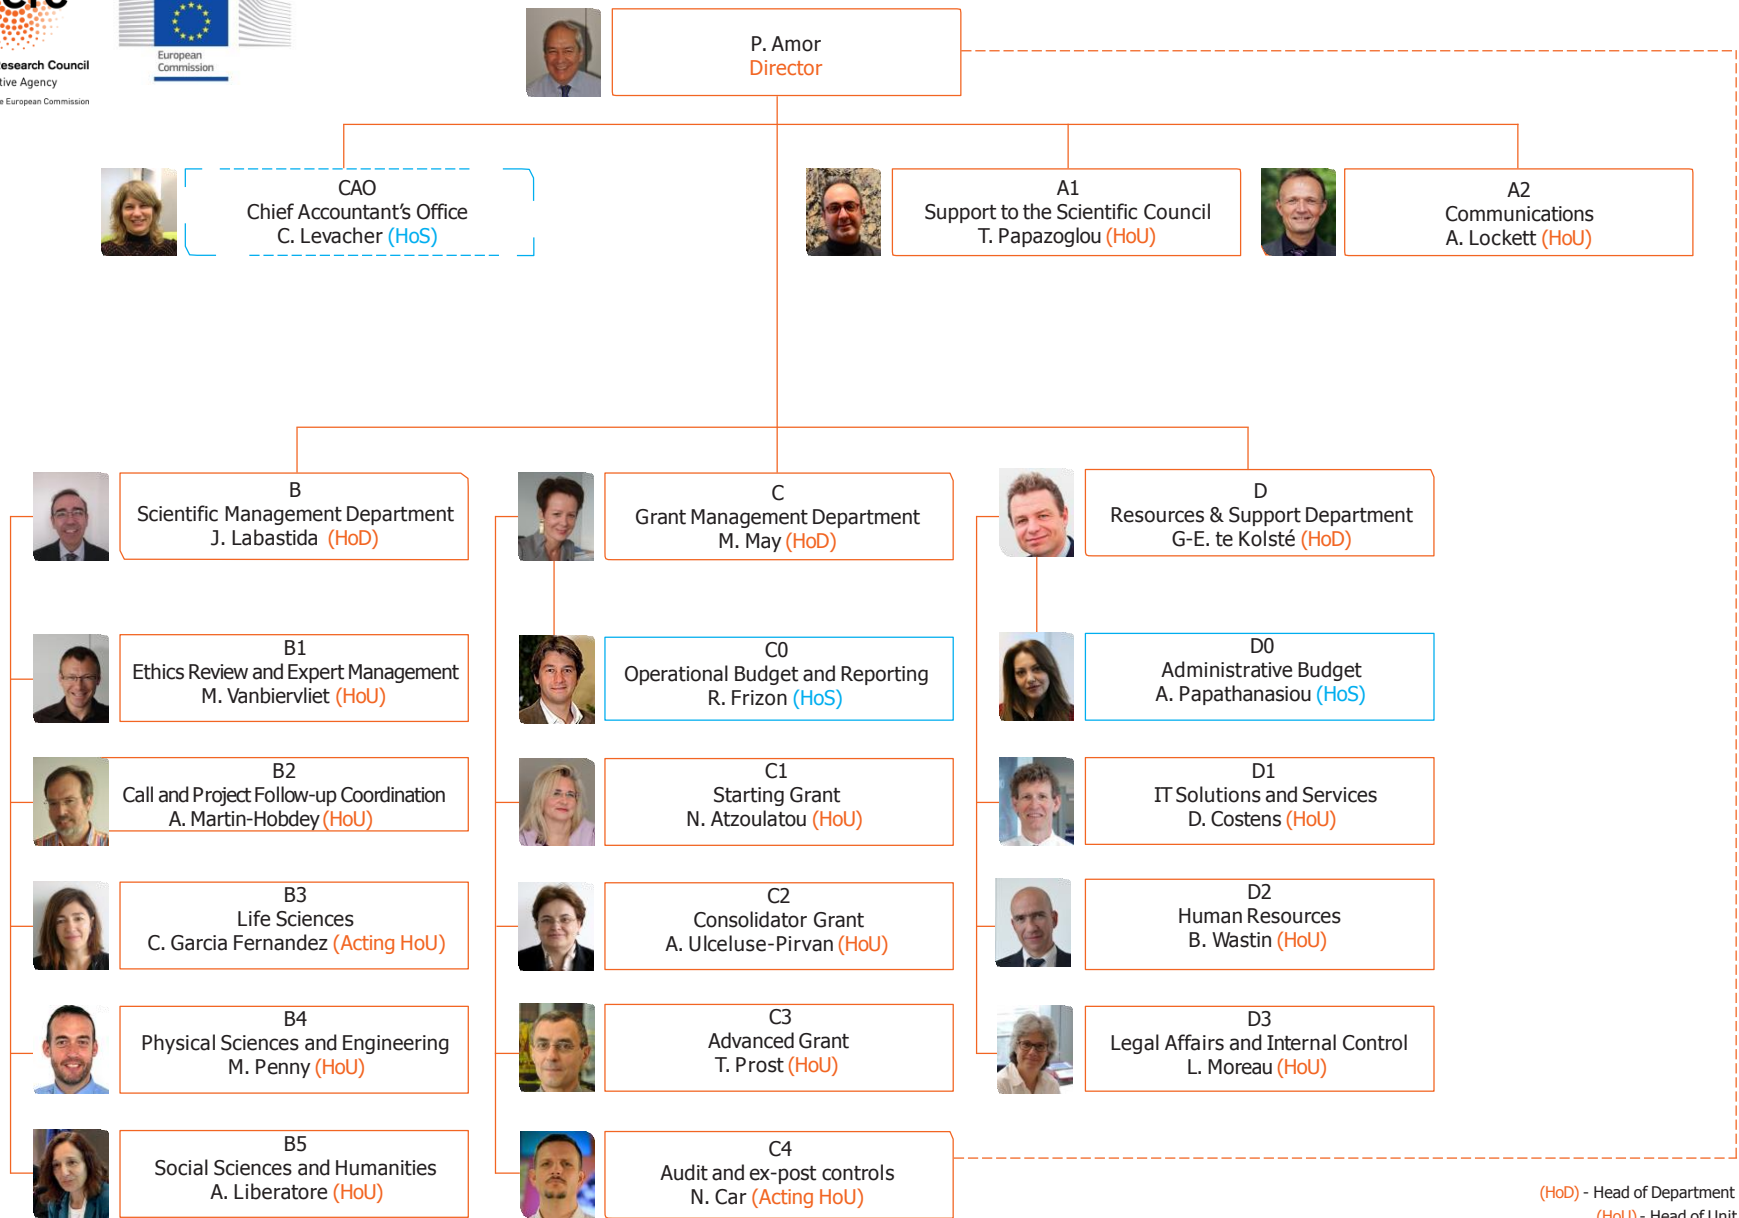 esearch Council
tive Agency
e European Commission
European
Commission
P. Amor
Director
CAO
Chief Accountant's Office
C. Levacher (HoS)
A1
Support to the Scientific Council
T. Papazoglou (HoU)
A2
Communications
A. Lockett (HoU)
B
Scientific Management Department
J. Labastida (HoD)
C
Grant Management Department
M. May (HoD)
D
Resources & Support Department
G-E. te Kolsté (HoD)
B1
Ethics Review and Expert Management
M. Vanbiervliet (HoU)
C0
Operational Budget and Reporting
R. Frizon (HoS)
D0
Administrative Budget
A. Papathanasiou (HoS)
B2
Call and Project Follow-up Coordination
A. Martin-Hobdey (HoU)
C1
Starting Grant
N. Atzoulatou (HoU)
D1
IT Solutions and Services
D. Costens (HoU)
B3
Life Sciences
C. Garcia Fernandez (Acting HoU)
C2
Consolidator Grant
A. Ulceluse-Pirvan (HoU)
D2
Human Resources
B. Wastin (HoU)
B4
Physical Sciences and Engineering
M. Penny (HoU)
C3
Advanced Grant
T. Prost (HoU)
D3
Legal Affairs and Internal Control
L. Moreau (HoU)
B5
Social Sciences and Humanities
A. Liberatore (HoU)
C4
Audit and ex-post controls
N. Car (Acting HoU)
(HoD) - Head of Department
(HoU) - Head of Unit